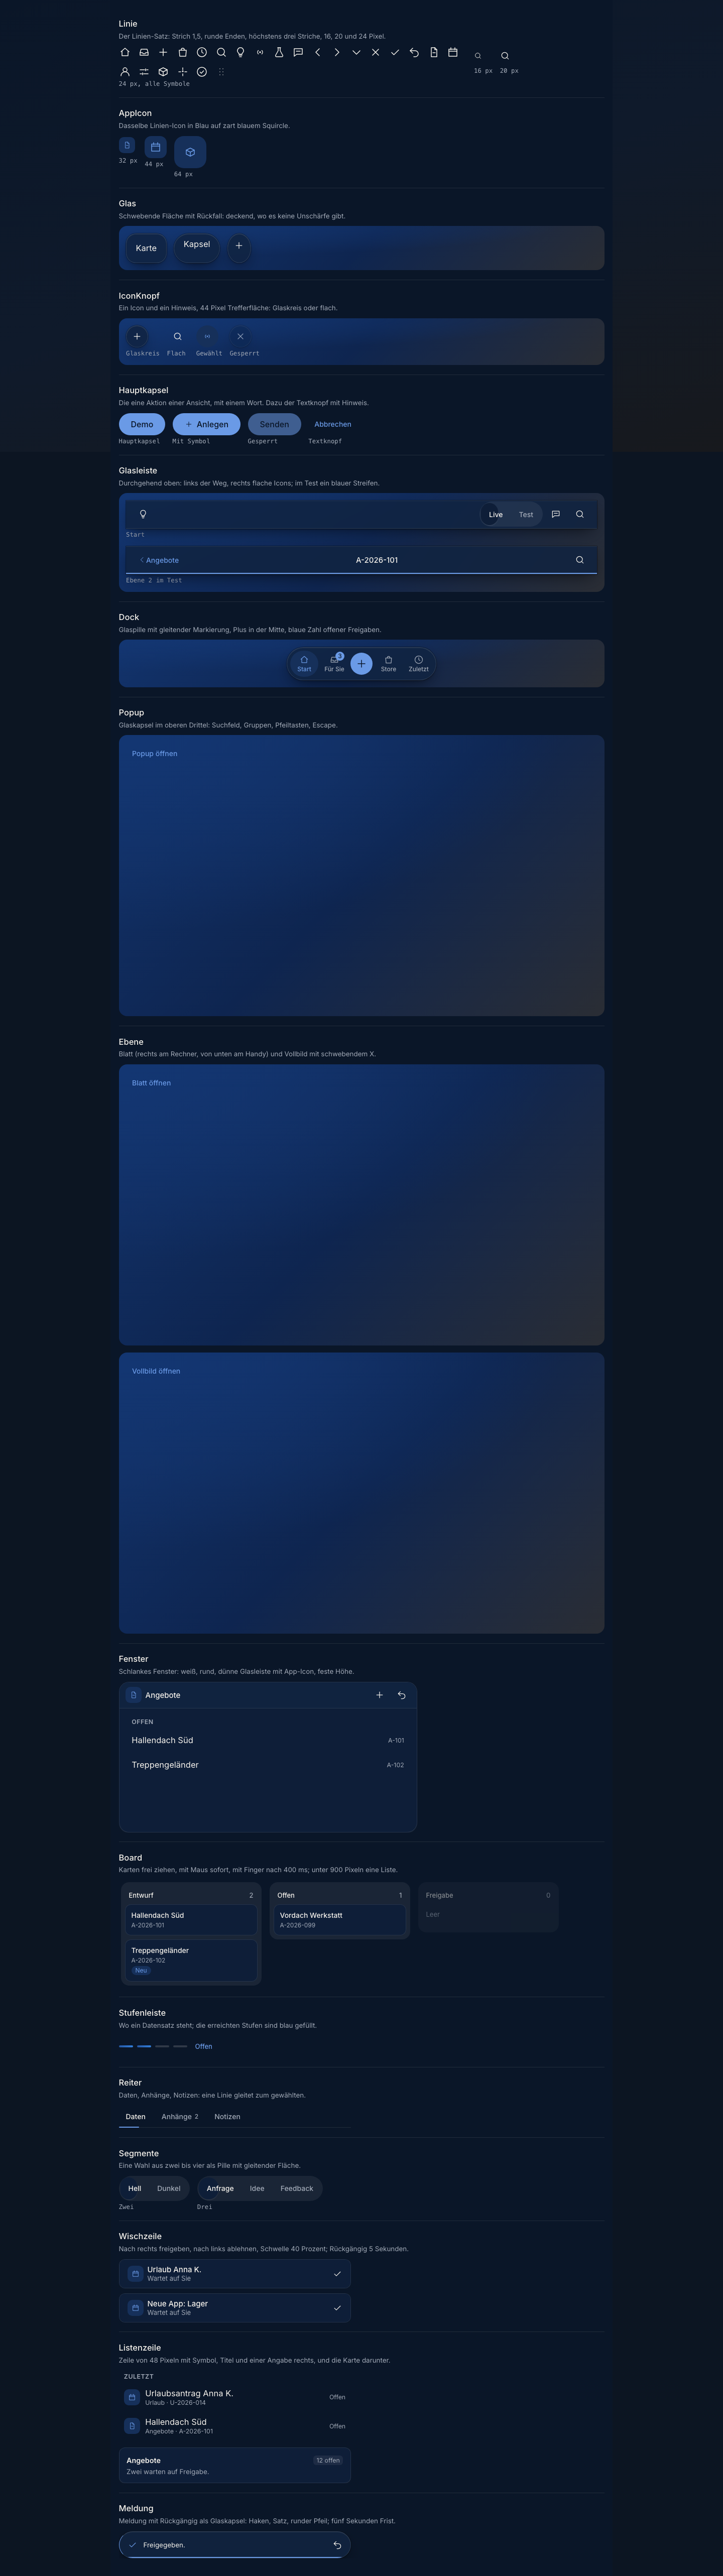 Linie
Der Linien-Satz: Strich 1,5, runde Enden, höchstens drei Striche, 16, 20 und 24 Pixel.
16 px 20 px
24 px, alle Symbole
AppIcon
Dasselbe Linien-Icon in Blau auf zart blauem Squircle.
32 px
44 px
64 px
Glas
Schwebende Fläche mit Rückfall: deckend, wo es keine Unschärfe gibt.
Karte
Kapsel
IconKnopf
Ein Icon und ein Hinweis, 44 Pixel Trefferfläche: Glaskreis oder flach.
Glaskreis Flach Gewählt Gesperrt
Hauptkapsel
Die eine Aktion einer Ansicht, mit einem Wort. Dazu der Textknopf mit Hinweis.
Demo Anlegen Senden Abbrechen
Hauptkapsel Mit Symbol Gesperrt Textknopf
Glasleiste
Durchgehend oben: links der Weg, rechts flache Icons; im Test ein blauer Streifen.
Live Test
Start
Angebote A-2026-101
Ebene 2 im Test
Dock
Glaspille mit gleitender Markierung, Plus in der Mitte, blaue Zahl offener Freigaben.
3
Start Für Sie Store Zuletzt
Popup
Glaskapsel im oberen Drittel: Suchfeld, Gruppen, Pfeiltasten, Escape.
Popup öffnen
Ebene
Blatt (rechts am Rechner, von unten am Handy) und Vollbild mit schwebendem X.
Blatt öffnen
Vollbild öffnen
Fenster
Schlankes Fenster: weiß, rund, dünne Glasleiste mit App-Icon, feste Höhe.
Angebote
OFFEN
Hallendach Süd A-101
Treppengeländer A-102
Board
Karten frei ziehen, mit Maus sofort, mit Finger nach 400 ms; unter 900 Pixeln eine Liste.
Entwurf 2
Hallendach Süd
A-2026-101
Treppengeländer
A-2026-102
Neu
Offen 1
Vordach Werkstatt
A-2026-099
Freigabe 0
Leer
Stufenleiste
Wo ein Datensatz steht; die erreichten Stufen sind blau gefüllt.
Offen
Reiter
Daten, Anhänge, Notizen: eine Linie gleitet zum gewählten.
Daten Anhänge 2 Notizen
Segmente
Eine Wahl aus zwei bis vier als Pille mit gleitender Fläche.
Hell Dunkel Anfrage Idee Feedback
Zwei Drei
Wischzeile
Nach rechts freigeben, nach links ablehnen, Schwelle 40 Prozent; Rückgängig 5 Sekunden.
Urlaub Anna K.
Wartet auf Sie
Neue App: Lager
Wartet auf Sie
Listenzeile
Zeile von 48 Pixeln mit Symbol, Titel und einer Angabe rechts, und die Karte darunter.
ZULETZT
Urlaubsantrag Anna K.
Urlaub · U-2026-014
Offen
Hallendach Süd
Angebote · A-2026-101
Offen
Angebote 12 offen
Zwei warten auf Freigabe.
Meldung
Meldung mit Rückgängig als Glaskapsel: Haken, Satz, runder Pfeil; fünf Sekunden Frist.
Freigegeben.